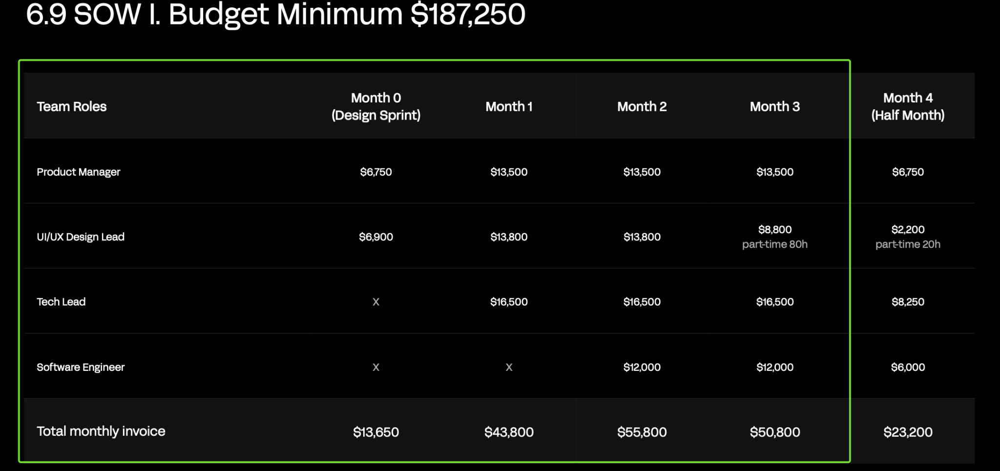 6.9 SOW I. Budget Minimum $187,250
Team Roles Month 0 (Design Sprint) Month 1 Month 2 Month 3 Month 4 (Half Month)
Product Manager $6,750 $13,500 $13,500 $13,500 $6,750
UI/UX Design Lead $6,900 $13,800 $13,800 $8,800 part-time 80h $2,200 part-time 20h
Tech Lead X $16,500 $16,500 $16,500 $8,250
Software Engineer X X $12,000 $12,000 $6,000
Total monthly invoice $13,650 $43,800 $55,800 $50,800 $23,200